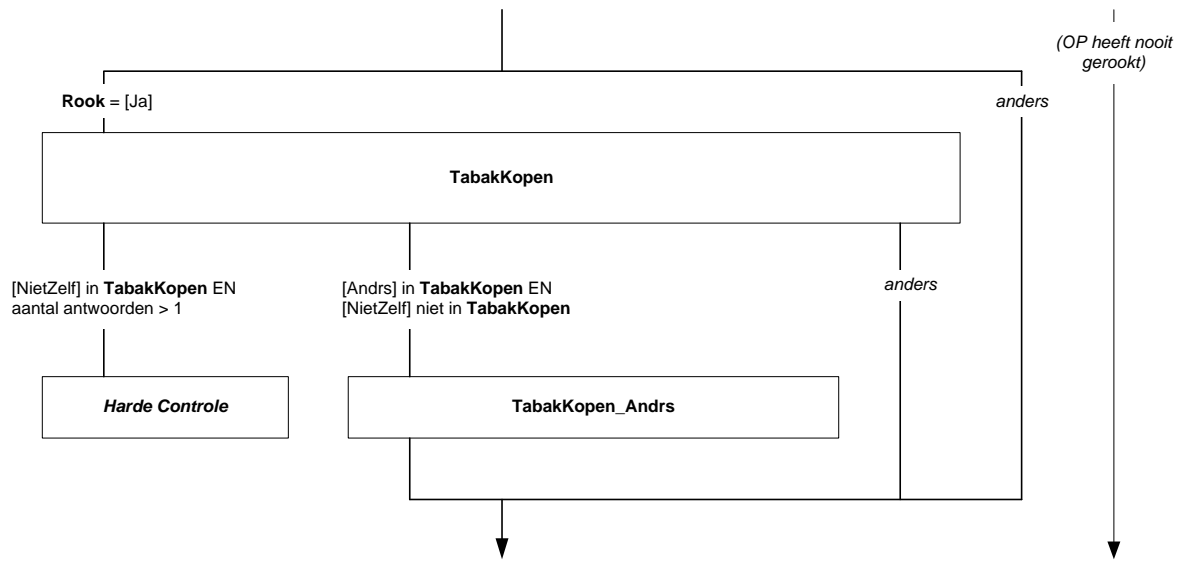 (OP heeft nooit
gerookt)
Rook = [Ja]
anders
TabakKopen
[NietZelf] in TabakKopen EN
aantal antwoorden > 1
[Andrs] in TabakKopen EN
[NietZelf] niet in TabakKopen
anders
Harde Controle
TabakKopen_Andrs